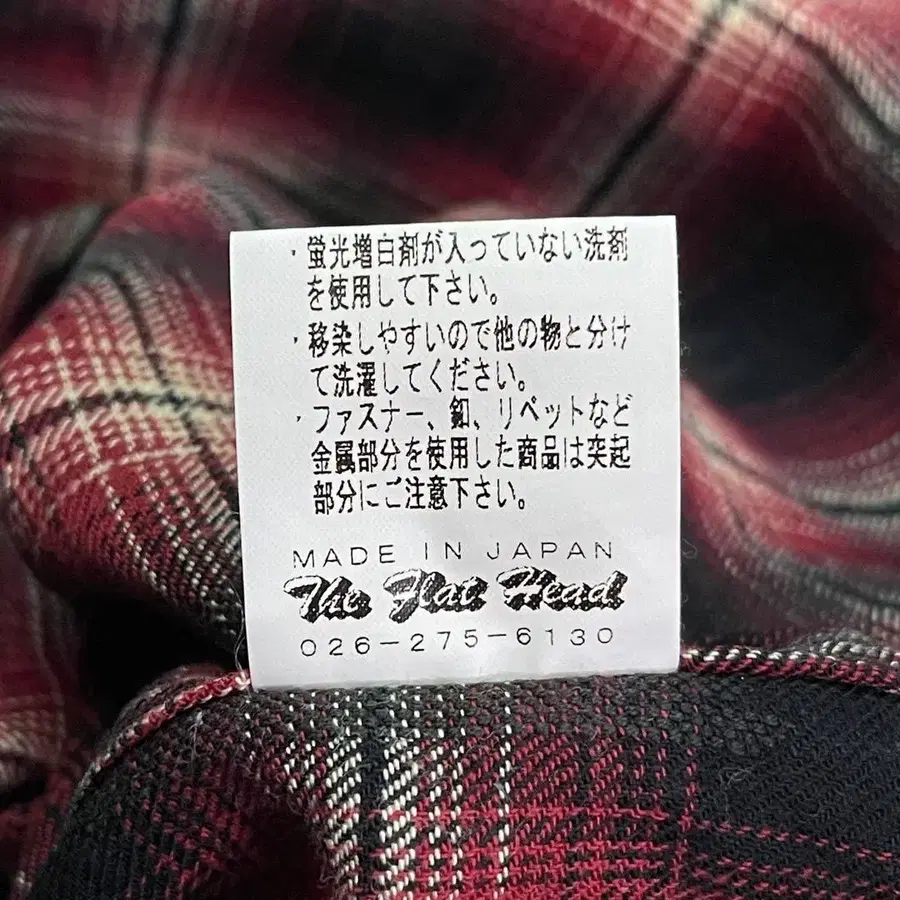 ・蛍光増白剤が入っていない洗剤
を使用して下さい。
・移染しやすいので他の物と分け
て洗濯してください。
・ファスナー、釦、リペットなど
金属部分を使用した商品は突起
部分にご注意下さい。
MADE IN JAPAN
The Flat Head
026-275-6130